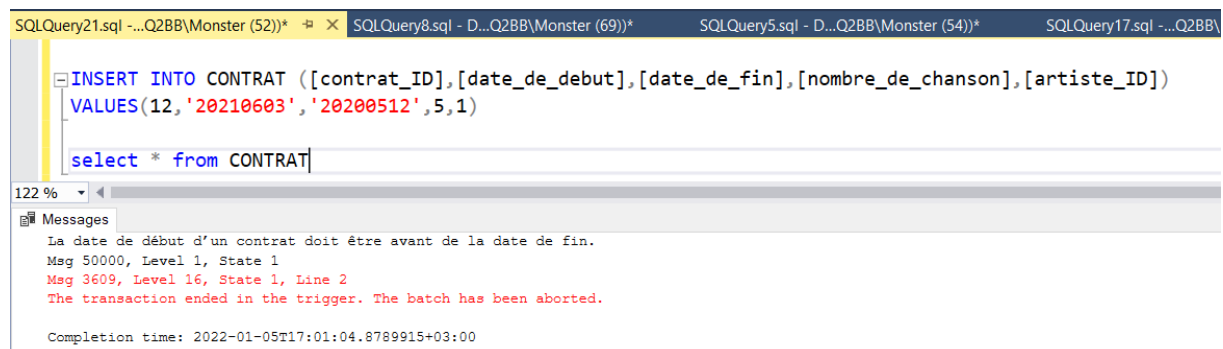 SQLQuery21.sql -...Q2BB\Monster (52))* SQLQuery8.sql - D...Q2BB\Monster (69))* SQLQuery5.sql - D...Q2BB\Monster (54))* SQLQuery17.sql -...Q2BB\
INSERT INTO CONTRAT ([contrat_ID],[date_de_debut],[date_de_fin],[nombre_de_chanson],[artiste_ID])
VALUES(12,'20210603','20200512',5,1)
select * from CONTRAT
122 %
Messages
La date de début d’un contrat doit être avant de la date de fin.
Msg 50000, Level 1, State 1
Msg 3609, Level 16, State 1, Line 2
The transaction ended in the trigger. The batch has been aborted.
Completion time: 2022-01-05T17:01:04.8789915+03:00